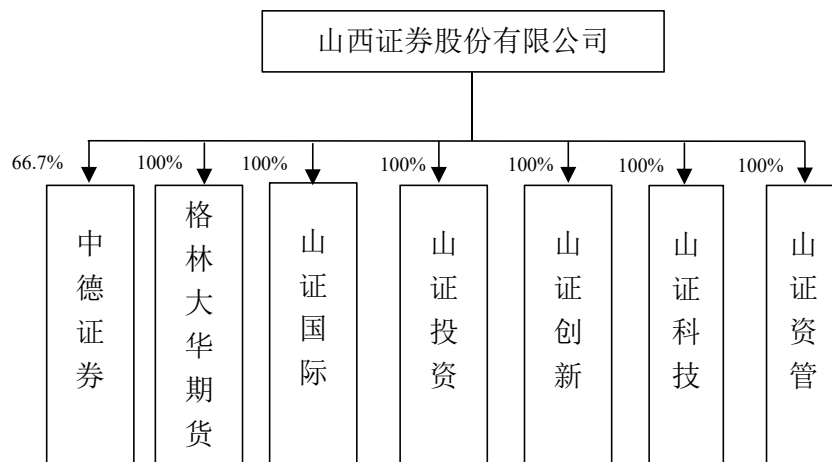 山西证券股份有限公司
66.7%
100%
100%
100%
100%
100%
100%
中德证券
格林大华期货
山证国际
山证投资
山证创新
山证科技
山证资管